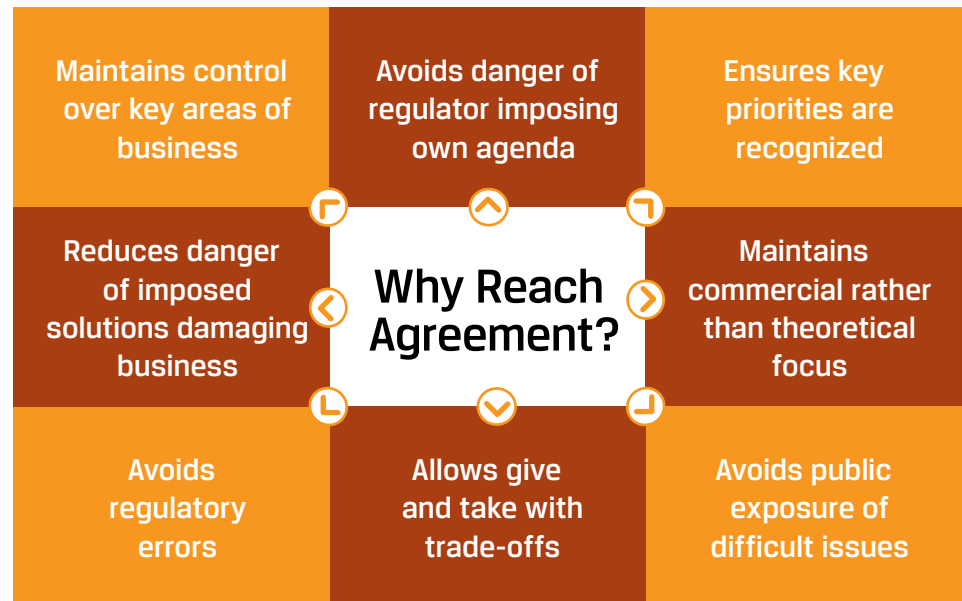 Maintains control
over key areas of
business
Avoids danger of
regulator imposing
own agenda
Ensures key
priorities are
recognized
Reduces danger
of imposed
solutions damaging
business
Why Reach
Agreement?
Maintains
commercial rather
than theoretical
focus
Avoids
regulatory
errors
Allows give
and take with
trade-offs
Avoids public
exposure of
difficult issues